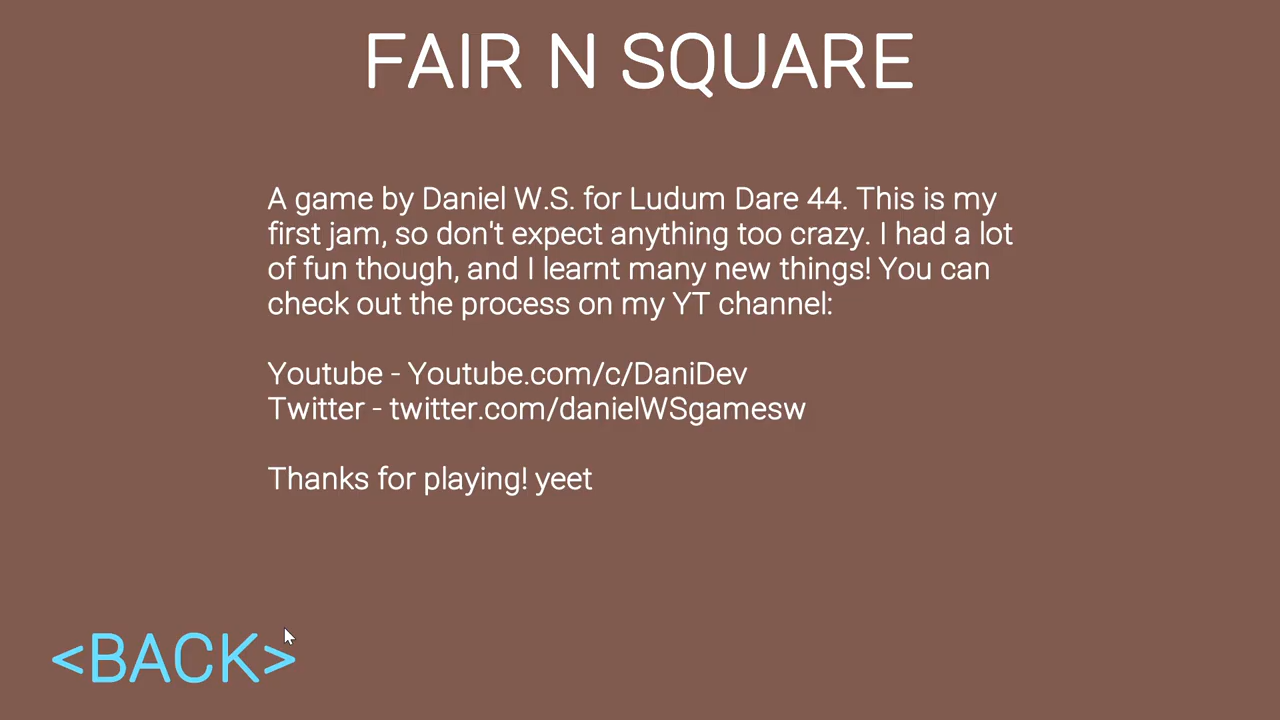 FAIR N SQUARE
A game by Daniel W.S. for Ludum Dare 44. This is my
first jam, so don't expect anything too crazy. I had a lot
of fun though, and I learnt many new things! You can
check out the process on my YT channel:
Youtube - Youtube.com/c/DaniDev
Twitter - twitter.com/danielWSgamesw
Thanks for playing! yeet
<BACK>